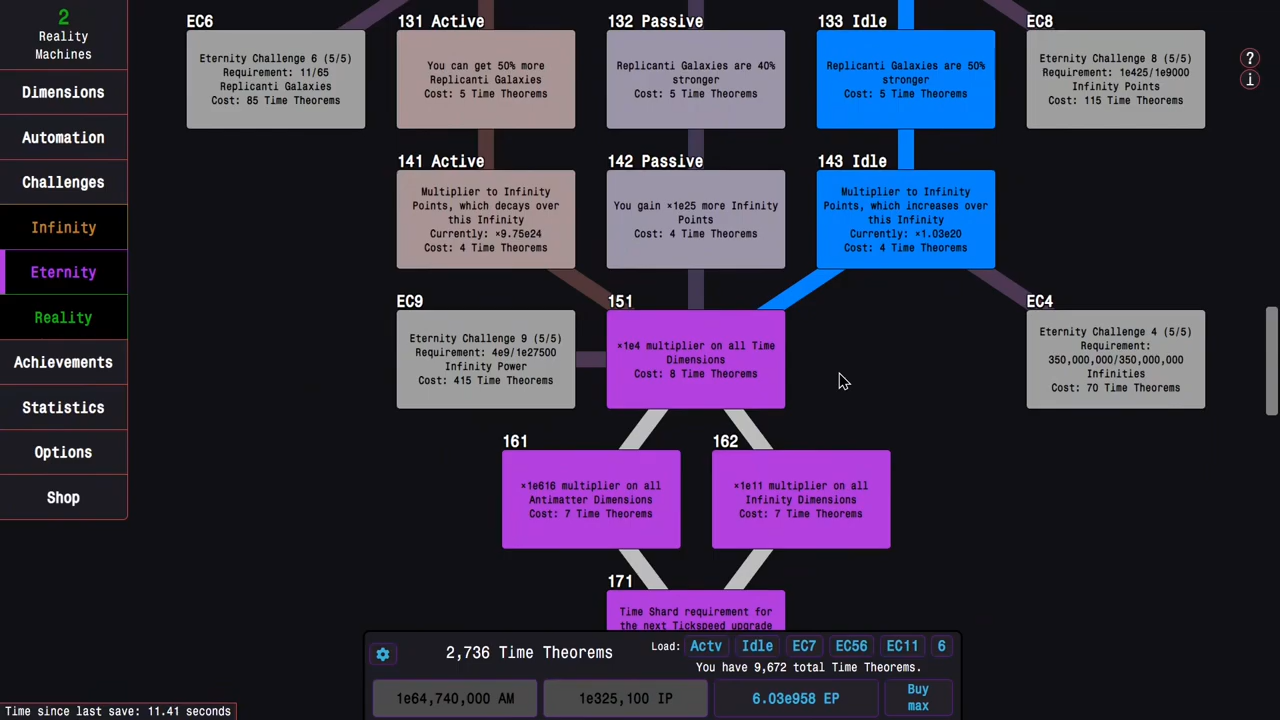 2
Reality
Machines
Dimensions
Automation
Challenges
Infinity
Eternity
Reality
Achievements
Statistics
Options
Shop
EC6
Eternity Challenge 6 (5/5)
Requirement: 11/65
Replicanti Galaxies
Cost: 85 Time Theorems
131 Active
You can get 50% more
Replicanti Galaxies
Cost: 5 Time Theorems
132 Passive
Replicanti Galaxies are 40%
stronger
Cost: 5 Time Theorems
133 Idle
Replicanti Galaxies are 50%
stronger
Cost: 5 Time Theorems
EC8
Eternity Challenge 8 (5/5)
Requirement: 1e425/1e9000
Infinity Points
Cost: 115 Time Theorems
?
i
141 Active
Multiplier to Infinity
Points, which decays over
this Infinity
Currently: ×9.75e24
Cost: 4 Time Theorems
142 Passive
You gain ×1e25 more Infinity
Points
Cost: 4 Time Theorems
143 Idle
Multiplier to Infinity
Points, which increases over
this Infinity
Currently: ×1.03e20
Cost: 4 Time Theorems
EC9
Eternity Challenge 9 (5/5)
Requirement: 4e9/1e27500
Infinity Power
Cost: 415 Time Theorems
151
×1e4 multiplier on all Time
Dimensions
Cost: 8 Time Theorems
EC4
Eternity Challenge 4 (5/5)
Requirement:
350,000,000/350,000,000
Infinities
Cost: 70 Time Theorems
161
×1e616 multiplier on all
Antimatter Dimensions
Cost: 7 Time Theorems
162
×1e11 multiplier on all
Infinity Dimensions
Cost: 7 Time Theorems
171
Time Shard requirement for
the next Tickspeed upgrade
2,736 Time Theorems
Load: Actv Idle EC7 EC56 EC11 6
You have 9,672 total Time Theorems.
1e64,740,000 AM
1e325,100 IP
6.03e958 EP
Buy
max
Time since last save: 11.41 seconds